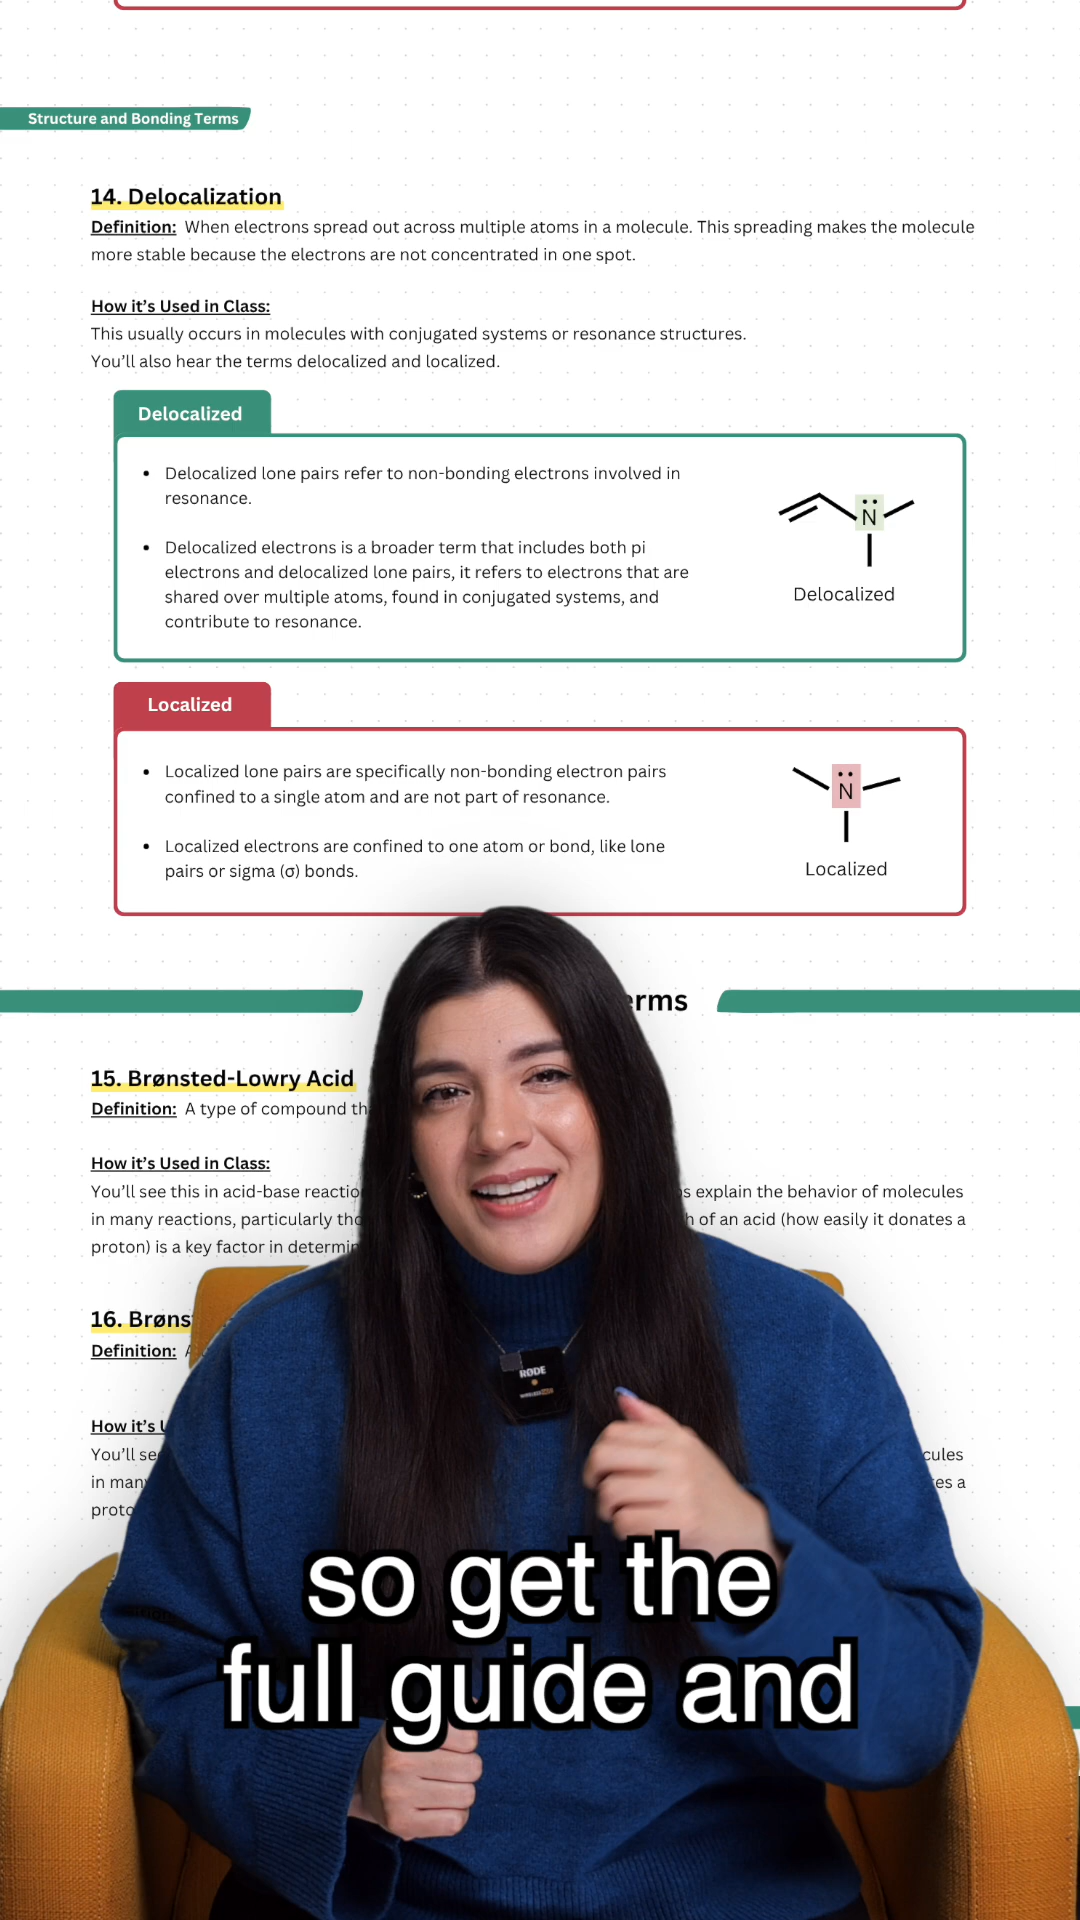 Structure and Bonding Terms
14. Delocalization
Definition: When electrons spread out across multiple atoms in a molecule. This spreading makes the molecule
more stable because the electrons are not concentrated in one spot.
How it's Used in Class:
This usually occurs in molecules with conjugated systems or resonance structures.
You'll also hear the terms delocalized and localized.
Delocalized
• Delocalized lone pairs refer to non-bonding electrons involved in
resonance.
• Delocalized electrons is a broader term that includes both pi
electrons and delocalized lone pairs, it refers to electrons that are
shared over multiple atoms, found in conjugated systems, and
contribute to resonance.
N
Delocalized
Localized
• Localized lone pairs are specifically non-bonding electron pairs
confined to a single atom and are not part of resonance.
• Localized electrons are confined to one atom or bond, like lone
pairs or sigma (σ) bonds.
N
Localized
erms
15. Brønsted-Lowry Acid
Definition: A type of compound th
How it's Used in Class:
You'll see this in acid-base reactio explain the behavior of molecules
in many reactions, particularly of an acid (how easily it donates a
proton) is a key factor in
16. Brøns
Definition:
How it's
You'll cules
in es a
RØDE
so get the
full guide and